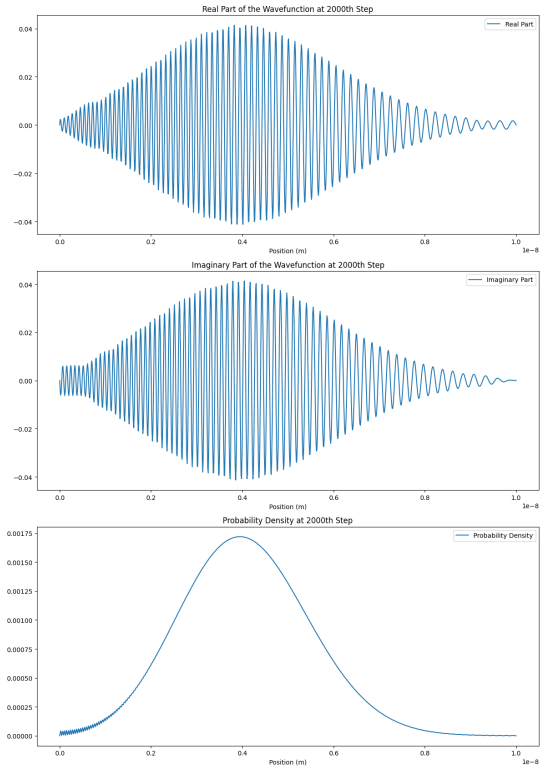 Real Part of the Wavefunction at 2000th Step
Real Part
0.04
0.02
0.00
−0.02
−0.04
0.0 0.2 0.4 0.6 0.8 1.0
1e−8
Position (m)
Imaginary Part of the Wavefunction at 2000th Step
Imaginary Part
0.04
0.02
0.00
−0.02
−0.04
0.0 0.2 0.4 0.6 0.8 1.0
1e−8
Position (m)
Probability Density at 2000th Step
Probability Density
0.00175
0.00150
0.00125
0.00100
0.00075
0.00050
0.00025
0.00000
0.0 0.2 0.4 0.6 0.8 1.0
1e−8
Position (m)